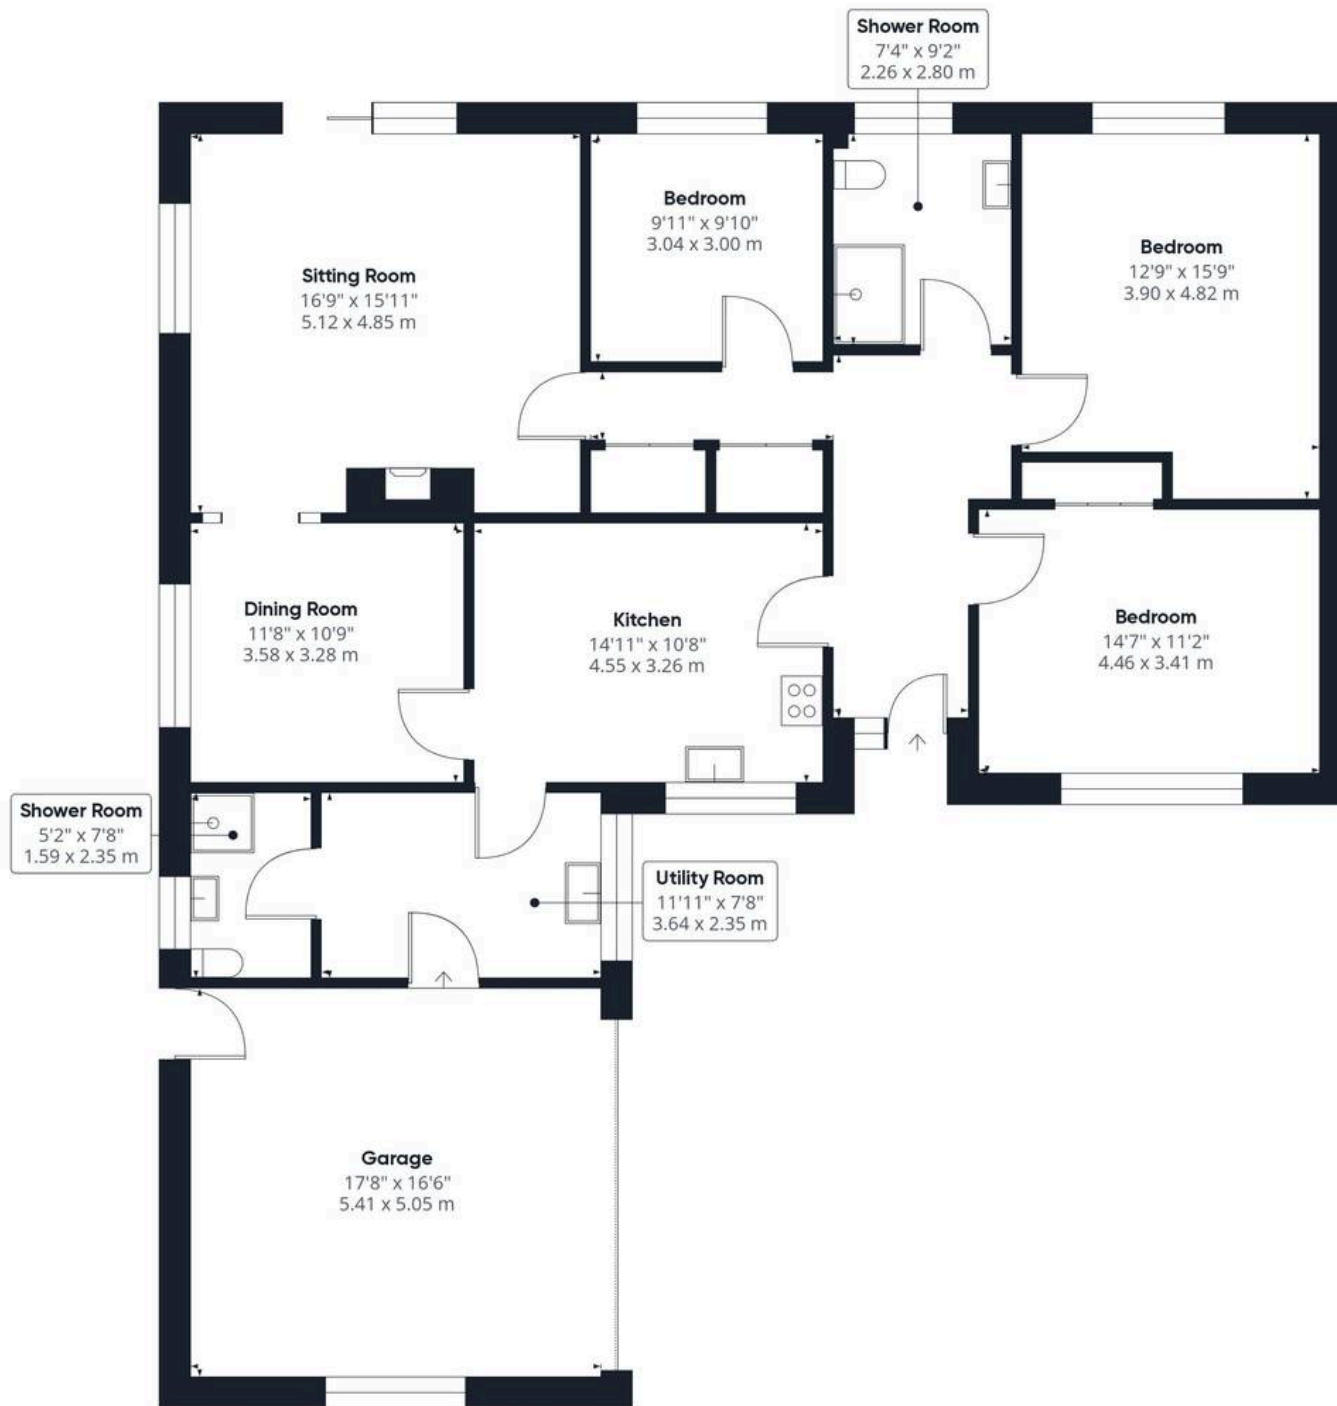 Shower Room
7'4" x 9'2"
2.26 x 2.80 m
Bedroom
9'11" x 9'10"
3.04 x 3.00 m
Bedroom
12'9" x 15'9"
3.90 x 4.82 m
Sitting Room
16'9" x 15'11"
5.12 x 4.85 m
Dining Room
11'8" x 10'9"
3.58 x 3.28 m
Kitchen
14'11" x 10'8"
4.55 x 3.26 m
Bedroom
14'7" x 11'2"
4.46 x 3.41 m
Shower Room
5'2" x 7'8"
1.59 x 2.35 m
Utility Room
11'11" x 7'8"
3.64 x 2.35 m
Garage
17'8" x 16'6"
5.41 x 5.05 m